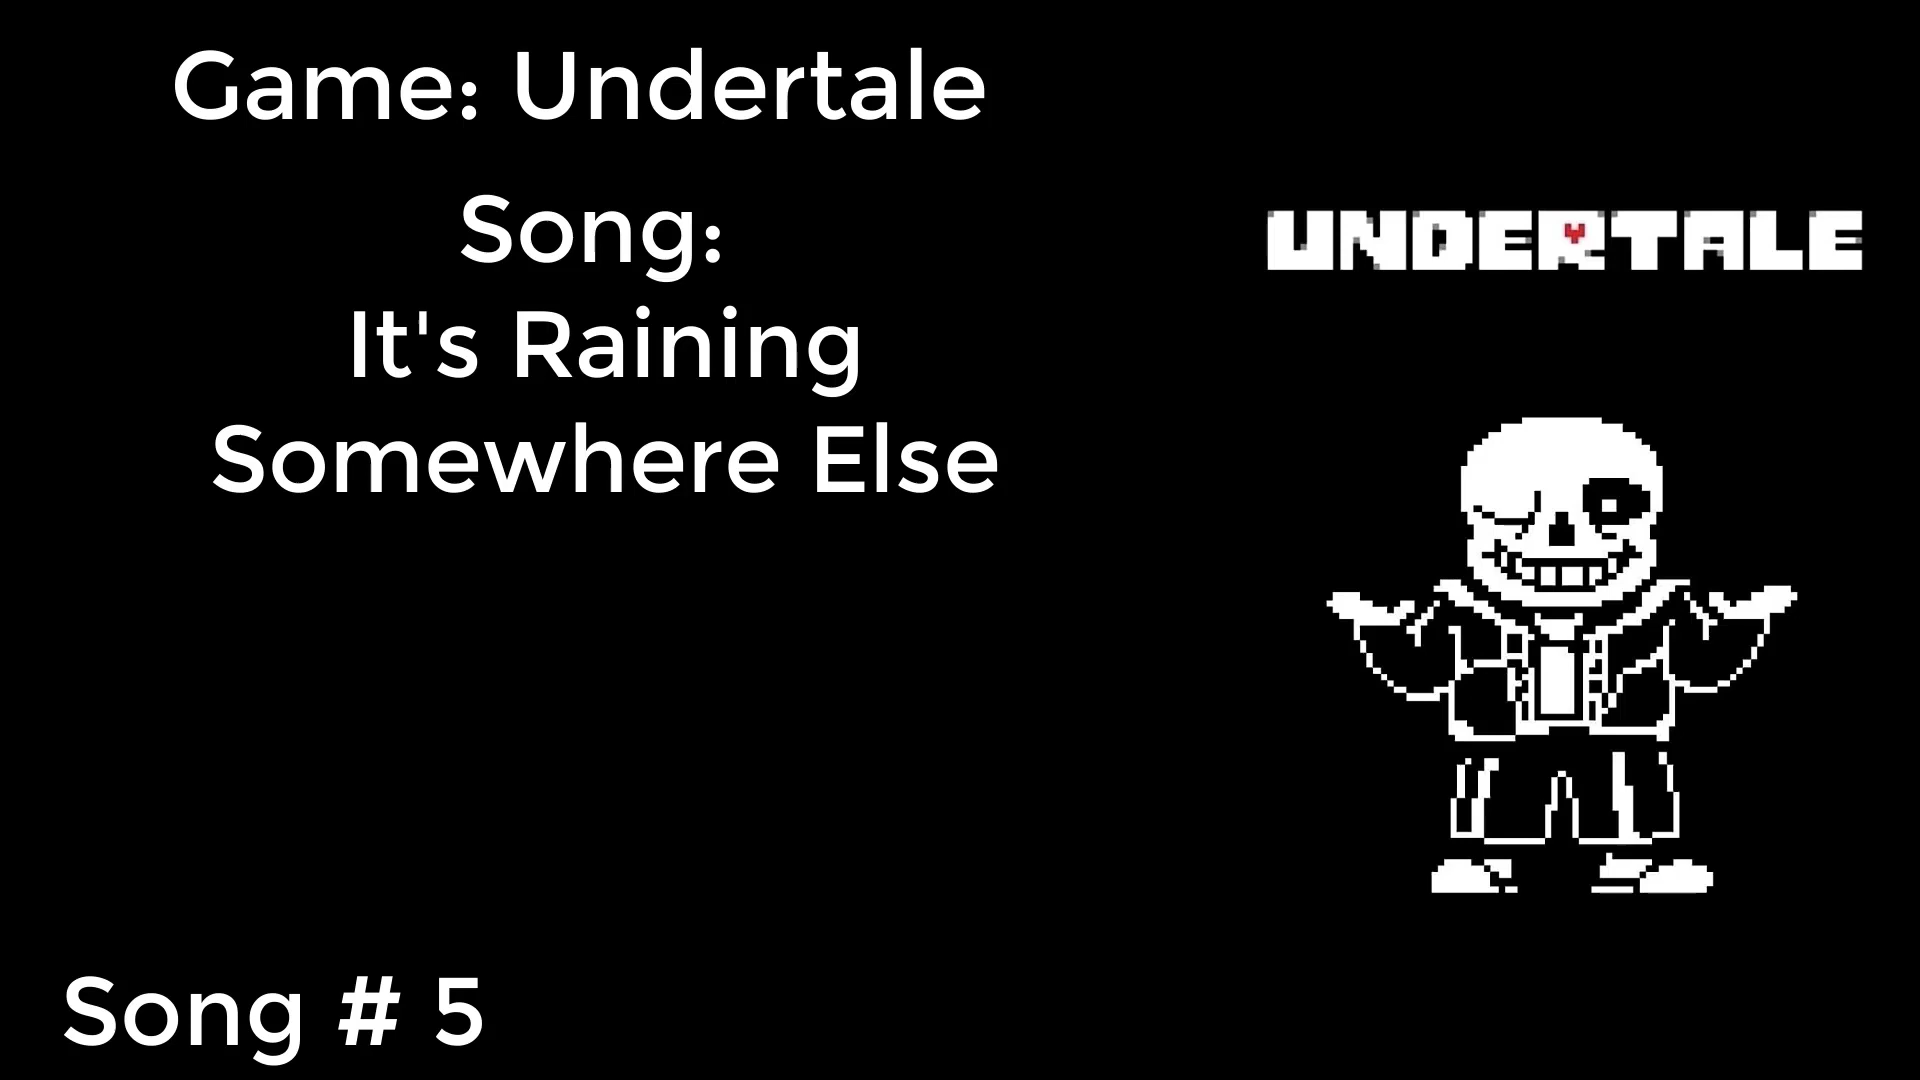 Game: Undertale
Song:
It's Raining
Somewhere Else
UNDERTALE
Song # 5